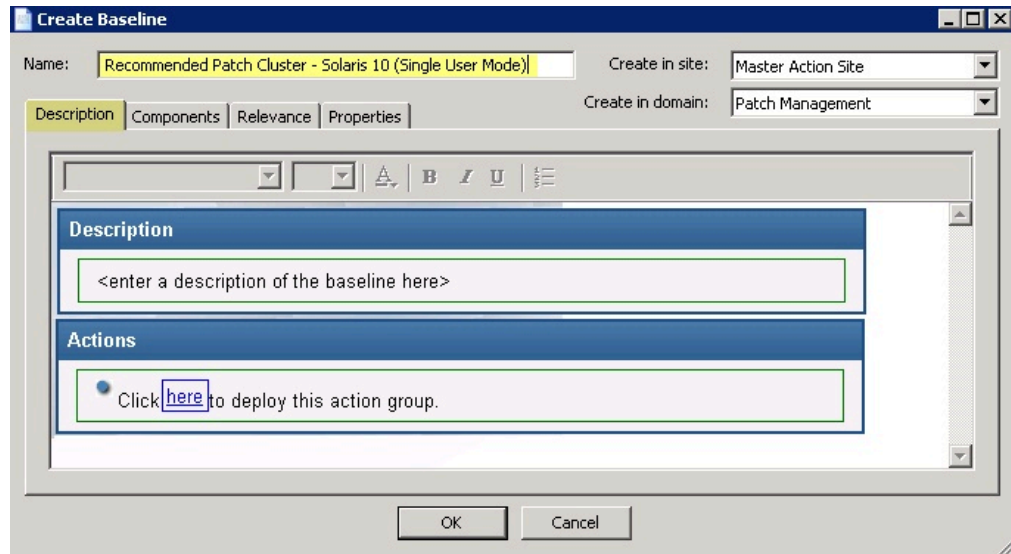 Create Baseline
Name: Recommended Patch Cluster - Solaris 10 (Single User Mode) Create in site: Master Action Site
Create in domain: Patch Management
Description Components Relevance Properties
A B I U
Description
<enter a description of the baseline here>
Actions
Click here to deploy this action group.
OK Cancel